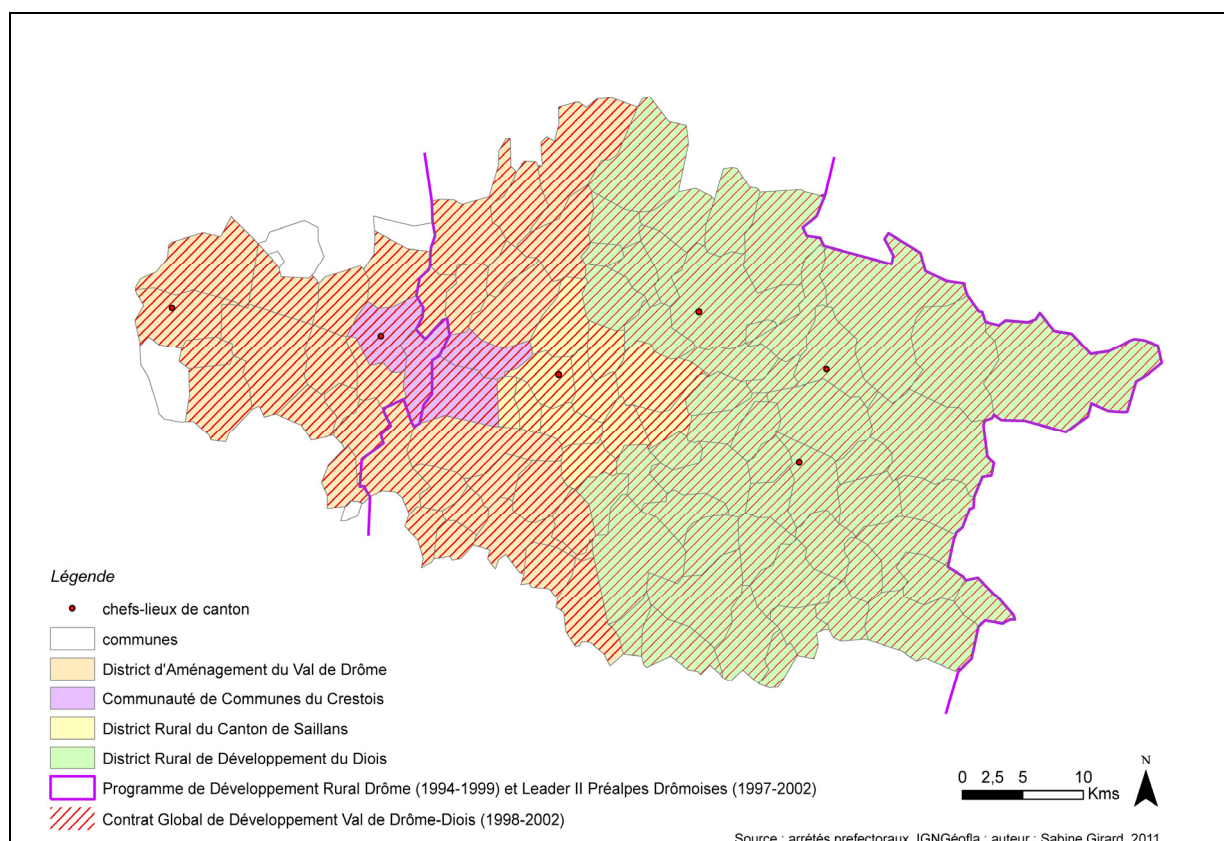 Légende
chefs-lieux de canton
communes
District d'Aménagement du Val de Drôme
Communauté de Communes du Crestois
District Rural du Canton de Saillans
District Rural de Développement du Diois
Programme de Développement Rural Drôme (1994-1999) et Leader II Préalpes Drômoises (1997-2002)
Contrat Global de Développement Val de Drôme-Diois (1998-2002)
N
0 2,5 5 10
Kms
Source : arrétés prefectoraux, IGNGéofla ; auteur : Sabine Girard, 2011